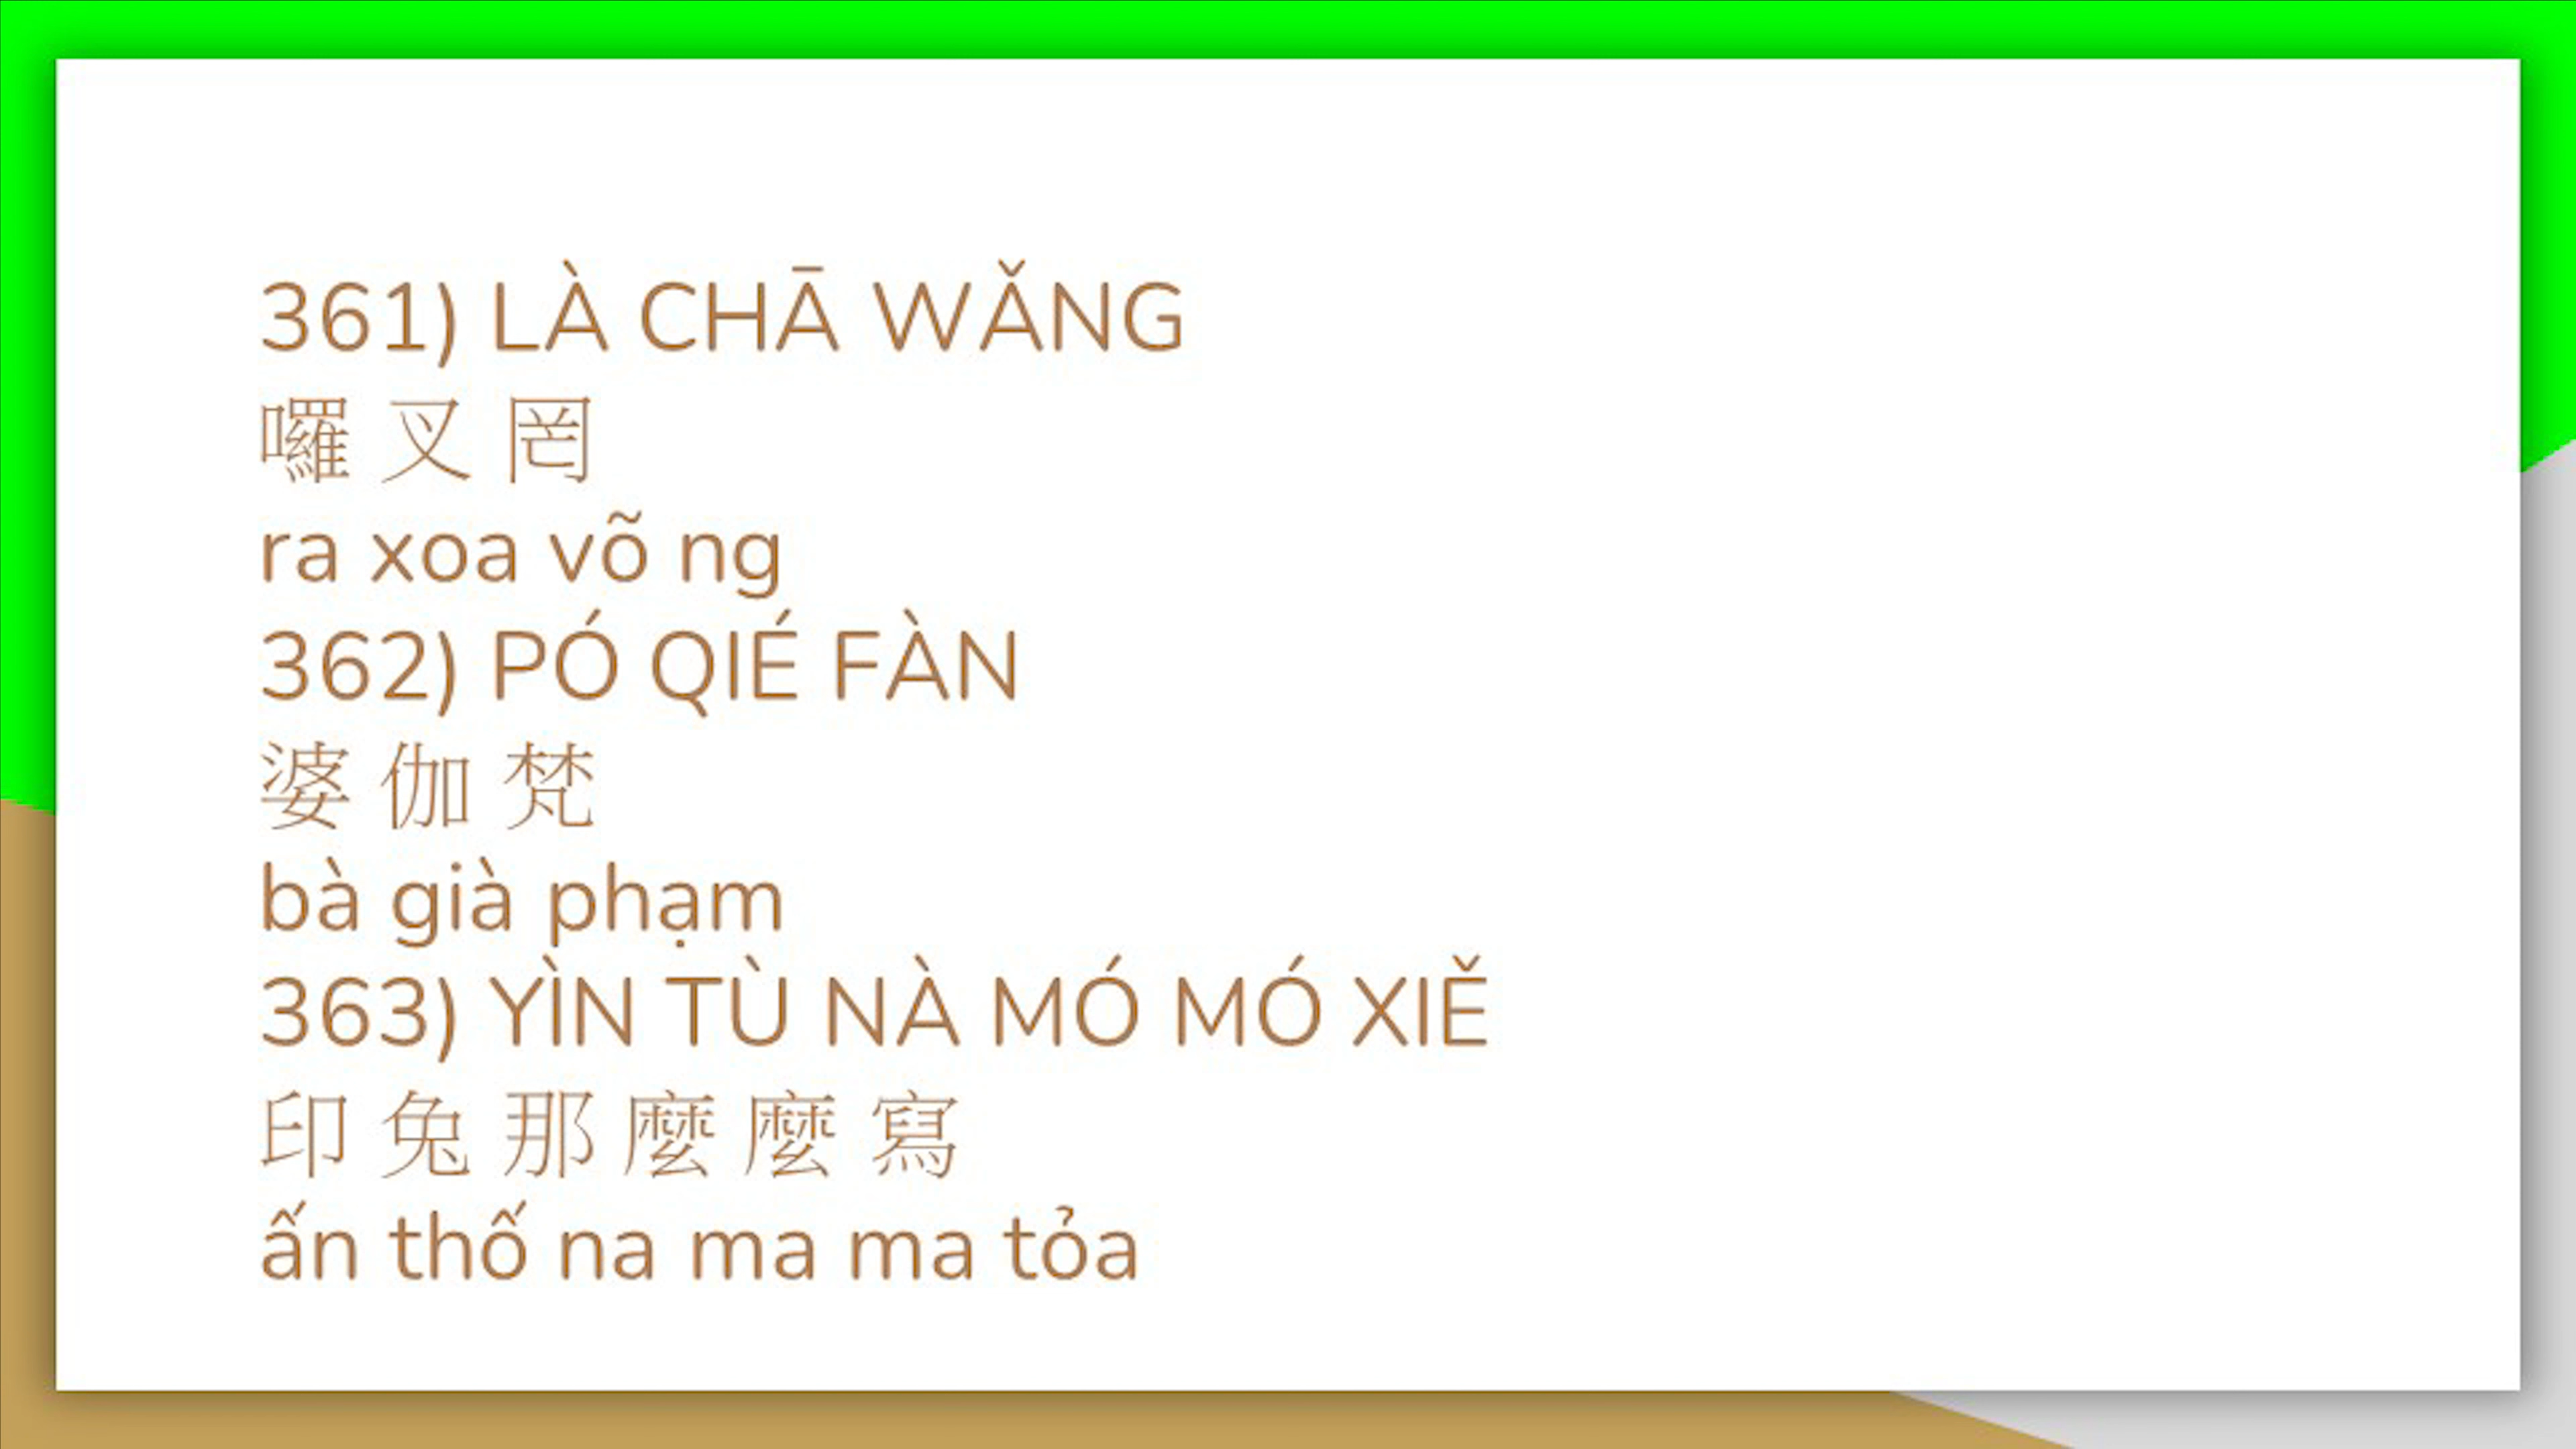 361) LÀ CHĀ WǍNG
囉 叉 罔
ra xoa võ ng
362) PÓ QIÉ FÀN
婆 伽 梵
bà già phạm
363) YÌN TÙ NÀ MÓ MÓ XIĚ
印 兔 那 麼 麼 寫
ấn thố na ma ma tỏa